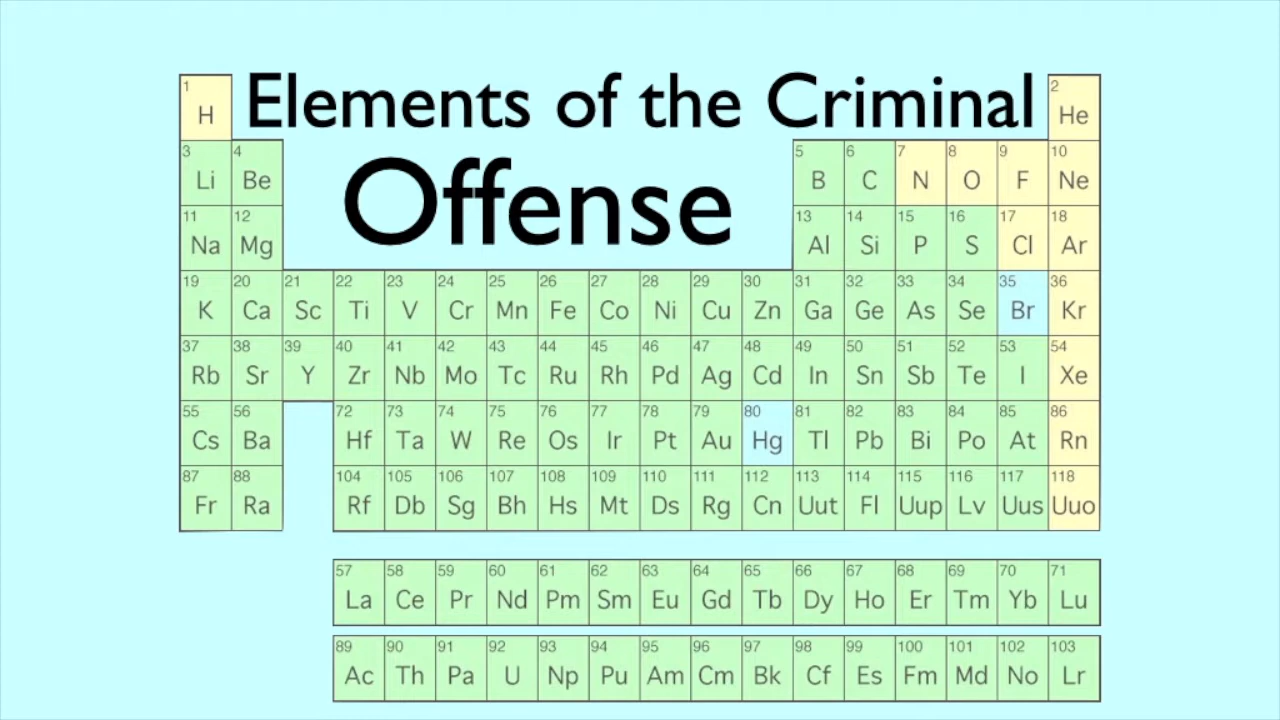 Elements of the Criminal
Offense
1 H 2 He
3 Li 4 Be 5 B 6 C 7 N 8 O 9 F 10 Ne
11 Na 12 Mg 13 Al 14 Si 15 P 16 S 17 Cl 18 Ar
19 K 20 Ca 21 Sc 22 Ti 23 V 24 Cr 25 Mn 26 Fe 27 Co 28 Ni 29 Cu 30 Zn 31 Ga 32 Ge 33 As 34 Se 35 Br 36 Kr
37 Rb 38 Sr 39 Y 40 Zr 41 Nb 42 Mo 43 Tc 44 Ru 45 Rh 46 Pd 47 Ag 48 Cd 49 In 50 Sn 51 Sb 52 Te 53 I 54 Xe
55 Cs 56 Ba 72 Hf 73 Ta 74 W 75 Re 76 Os 77 Ir 78 Pt 79 Au 80 Hg 81 Tl 82 Pb 83 Bi 84 Po 85 At 86 Rn
87 Fr 88 Ra 104 Rf 105 Db 106 Sg 107 Bh 108 Hs 109 Mt 110 Ds 111 Rg 112 Cn 113 Uut 114 Fl 115 Uup 116 Lv 117 Uus 118 Uuo
57 La 58 Ce 59 Pr 60 Nd 61 Pm 62 Sm 63 Eu 64 Gd 65 Tb 66 Dy 67 Ho 68 Er 69 Tm 70 Yb 71 Lu
89 Ac 90 Th 91 Pa 92 U 93 Np 94 Pu 95 Am 96 Cm 97 Bk 98 Cf 99 Es 100 Fm 101 Md 102 No 103 Lr